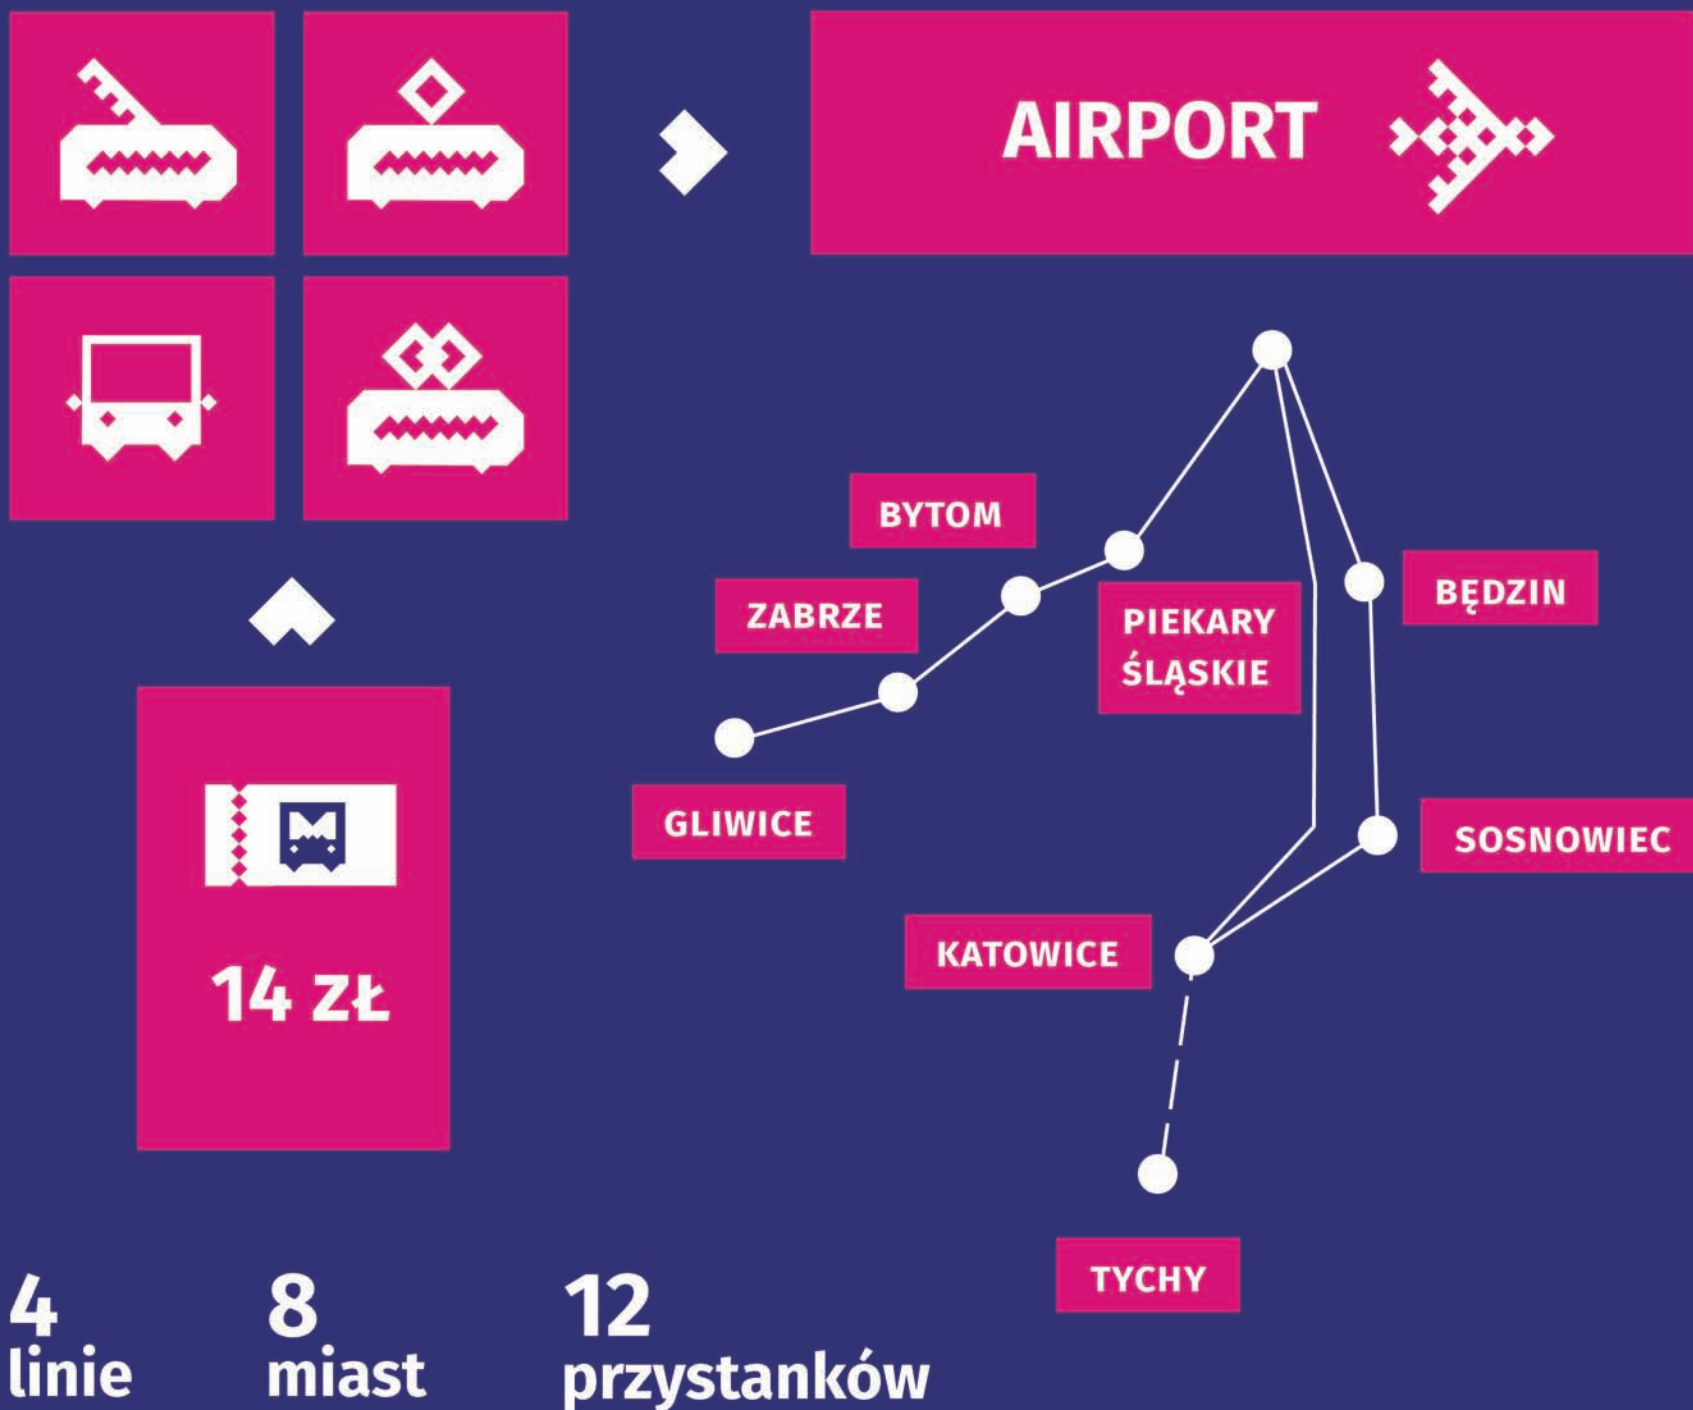 AIRPORT
BYTOM
ZABRZE
PIEKARY
ŚLĄSKIE
BĘDZIN
GLIWICE
SOSNOWIEC
KATOWICE
14 ZŁ
TYCHY
4
linie
8
miast
12
przystanków